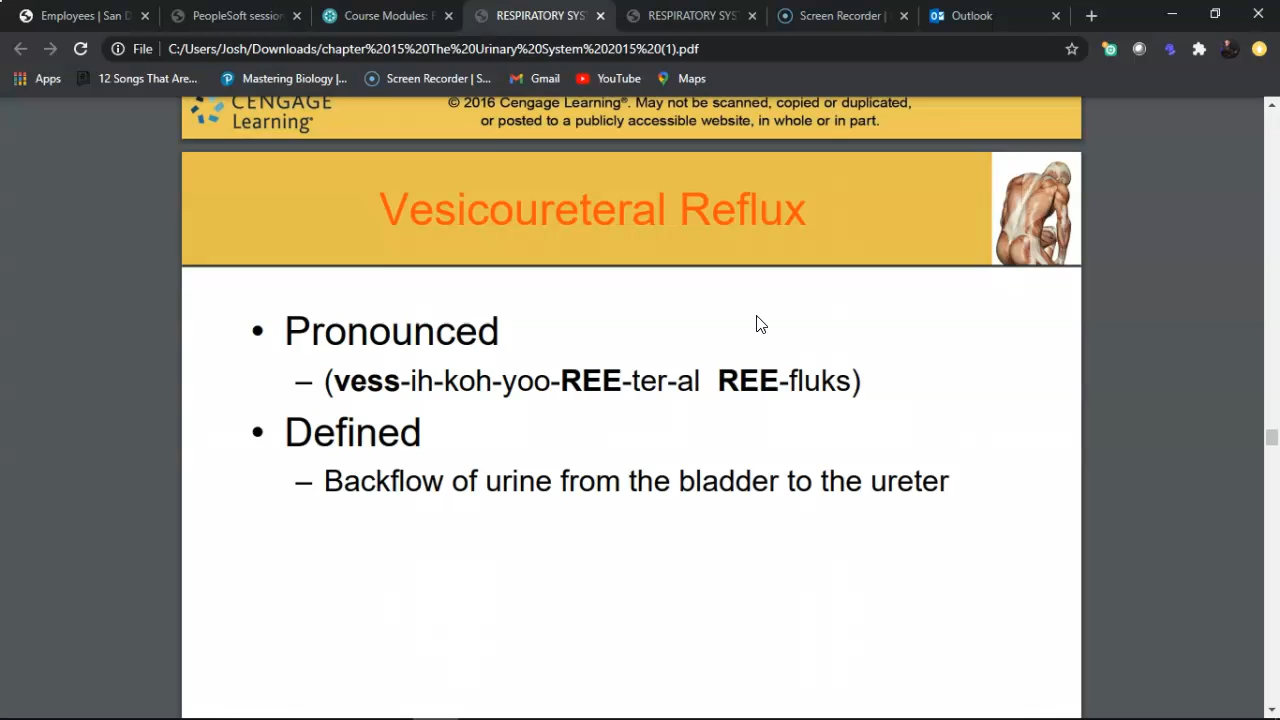 Employees | San D
PeopleSoft session
Course Modules: F
RESPIRATORY SYS
RESPIRATORY SYS
Screen Recorder |
Outlook
File
C:/Users/Josh/Downloads/chapter%2015%20The%20Urinary%20System%202015%20(1).pdf
Apps
12 Songs That Are...
Mastering Biology |...
Screen Recorder | S...
Gmail
YouTube
Maps
CENGAGE
Learning®
© 2016 Cengage Learning®. May not be scanned, copied or duplicated,
or posted to a publicly accessible website, in whole or in part.
Vesicoureteral Reflux
• Pronounced
– (vess-ih-koh-yoo-REE-ter-al REE-fluks)
• Defined
– Backflow of urine from the bladder to the ureter